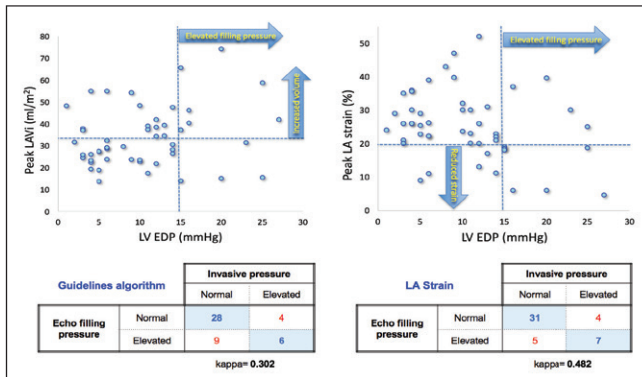 Elevated filling pressure
Increased volume
Peak LAVi (ml/m²)
80
70
60
50
40
30
20
10
0
0 5 10 15 20 25 30
LV EDP (mmHg)
Elevated filling pressure
Reduced strain
Peak LA strain (%)
50
40
30
20
10
0
0 5 10 15 20 25 30
LV EDP (mmHg)
Guidelines algorithm
Invasive pressure
Normal Elevated
Echo filling pressure
Normal 28 4
Elevated 9 6
kappa= 0.302
LA Strain
Invasive pressure
Normal Elevated
Echo filling pressure
Normal 31 4
Elevated 5 7
kappa= 0.482